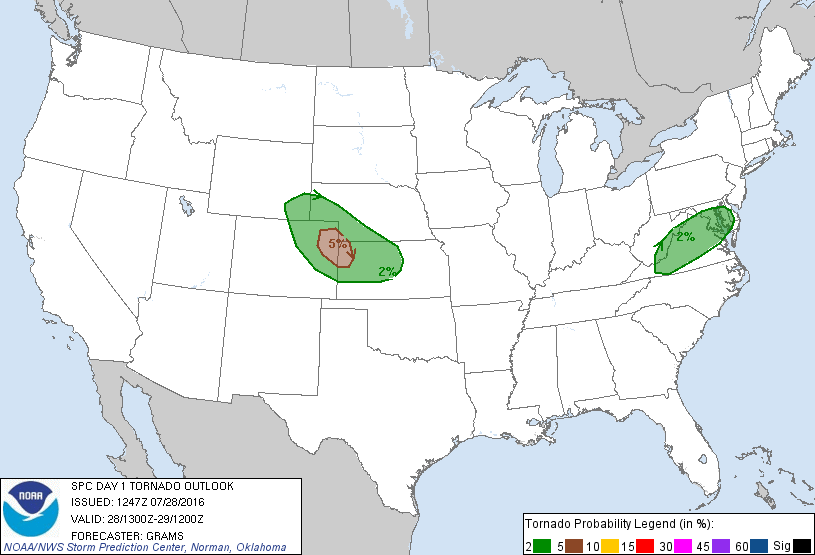 5%
2%
2%
NOAA
SPC DAY 1 TORNADO OUTLOOK
ISSUED: 1247Z 07/28/2016
VALID: 28/1300Z-29/1200Z
FORECASTER: GRAMS
NOAA/NWS Storm Prediction Center, Norman, Oklahoma
Tornado Probability Legend (in %):
2 5 10 15 30 45 60 Sig